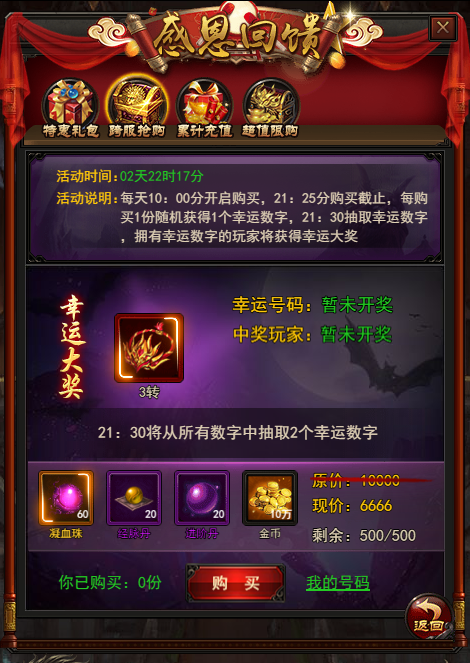 感恩回馈
特惠礼包
跨服抢购
累计充值
超值限购
活动时间:02天22时17分
活动说明:每天10：00分开启购买，21：25分购买截止，每购
买1份随机获得1个幸运数字，21：30抽取幸运数字
，拥有幸运数字的玩家将获得幸运大奖
幸运大奖
3转
幸运号码：暂未开奖
中奖玩家：暂未开奖
21：30将从所有数字中抽取2个幸运数字
60
20
20
10万
凝血珠
经脉丹
进阶丹
金币
原价：10000
现价：6666
剩余：500/500
你已购买：0份
购 买
我的号码
返回